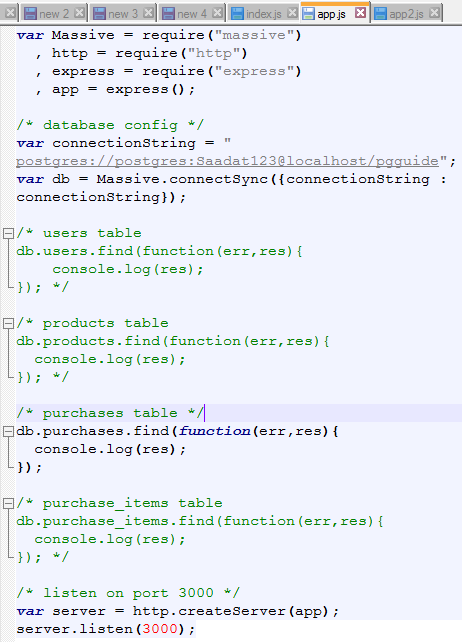 new 2 new 3 new 4 index.js app.js app2.js
var Massive = require("massive")
  , http = require("http")
  , express = require("express")
  , app = express();

/* database config */
var connectionString = "
postgres://postgres:Saadat123@localhost/pgguide";
var db = Massive.connectSync({connectionString :
connectionString});

/* users table
db.users.find(function(err,res){
    console.log(res);
}); */

/* products table
db.products.find(function(err,res){
  console.log(res);
}); */

/* purchases table */
db.purchases.find(function(err,res){
  console.log(res);
});

/* purchase_items table
db.purchase_items.find(function(err,res){
  console.log(res);
}); */

/* listen on port 3000 */
var server = http.createServer(app);
server.listen(3000);